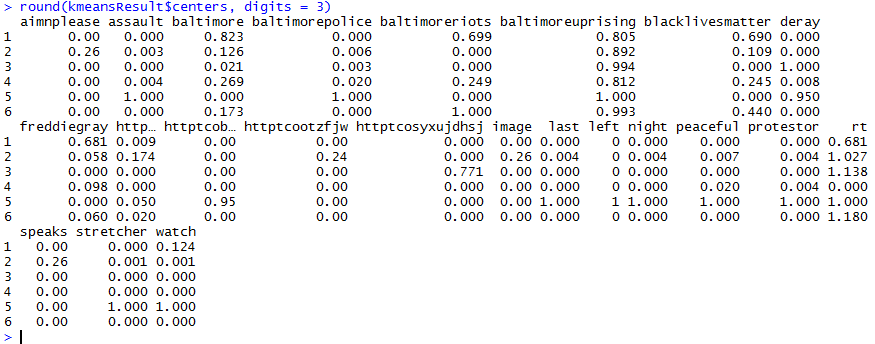 > round(kmeansResult$centers, digits = 3)
  aimnplease assault baltimore baltimorepolice baltimoreriots baltimoreuprising blacklivesmatter deray
1       0.00   0.000     0.823           0.000          0.699             0.805            0.690 0.000
2       0.26   0.003     0.126           0.006          0.000             0.892            0.109 0.000
3       0.00   0.000     0.021           0.003          0.000             0.994            0.000 1.000
4       0.00   0.004     0.269           0.020          0.249             0.812            0.245 0.008
5       0.00   1.000     0.000           1.000          0.000             1.000            0.000 0.950
6       0.00   0.000     0.173           0.000          1.000             0.993            0.440 0.000
  freddiegray http… httptcob… httptcootzfjw httptcosyxujdhsj image  last left night peaceful protestor    rt
1       0.681 0.009      0.00          0.00            0.000  0.00 0.000    0 0.000    0.000     0.000 0.681
2       0.058 0.174      0.00          0.24            0.000  0.26 0.004    0 0.004    0.007     0.004 1.027
3       0.000 0.000      0.00          0.00            0.771  0.00 0.000    0 0.000    0.000     0.000 1.138
4       0.098 0.000      0.00          0.00            0.000  0.00 0.000    0 0.000    0.020     0.004 0.000
5       0.000 0.050      0.95          0.00            0.000  0.00 1.000    1 1.000    1.000     1.000 1.000
6       0.060 0.020      0.00          0.00            0.000  0.00 0.000    0 0.000    0.000     0.000 1.180
  speaks stretcher watch
1   0.00     0.000 0.124
2   0.26     0.001 0.001
3   0.00     0.000 0.000
4   0.00     0.000 0.000
5   0.00     1.000 1.000
6   0.00     0.000 0.000
>